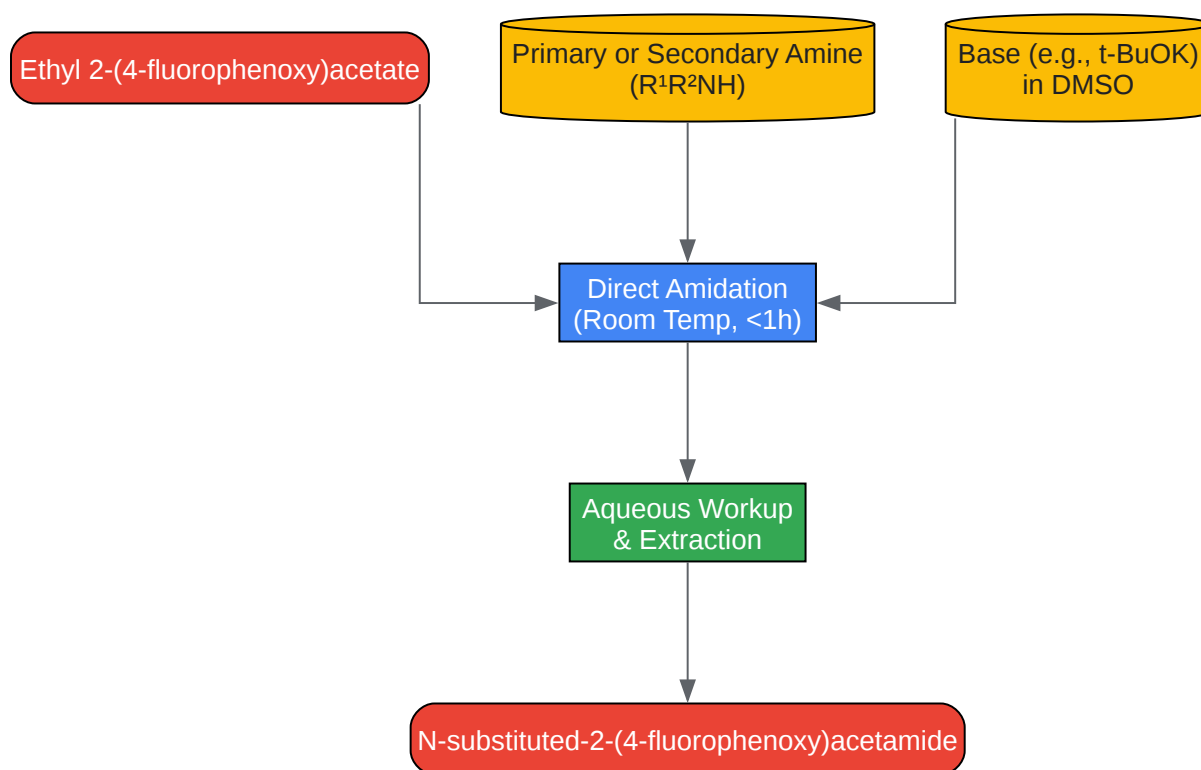 Ethyl 2-(4-fluorophenoxy)acetate
Primary or Secondary Amine
(R¹R²NH)
Base (e.g., t-BuOK)
in DMSO
Direct Amidation
(Room Temp, <1h)
Aqueous Workup
& Extraction
N-substituted-2-(4-fluorophenoxy)acetamide